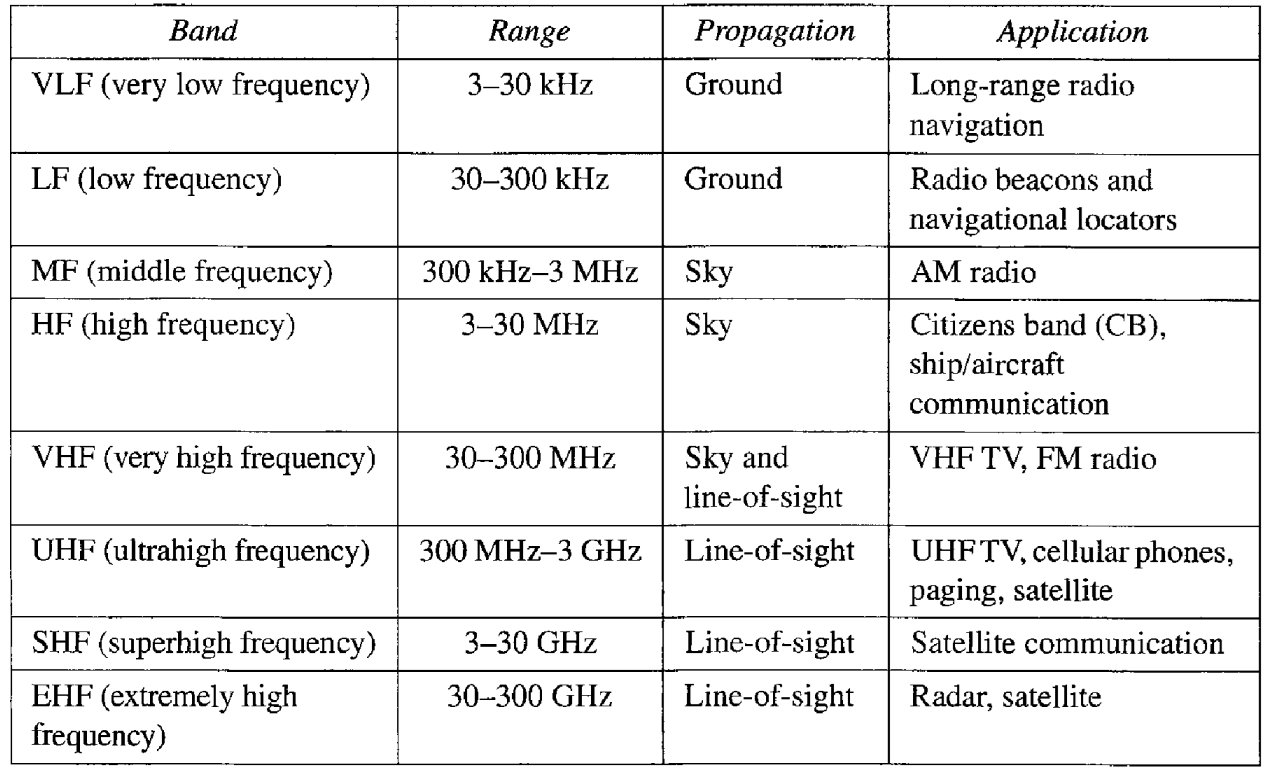 Band Range Propagation Application
VLF (very low frequency) 3–30 kHz Ground Long-range radio
navigation
LF (low frequency) 30–300 kHz Ground Radio beacons and
navigational locators
MF (middle frequency) 300 kHz–3 MHz Sky AM radio
HF (high frequency) 3–30 MHz Sky Citizens band (CB),
ship/aircraft
communication
VHF (very high frequency) 30–300 MHz Sky and VHF TV, FM radio
line-of-sight
UHF (ultrahigh frequency) 300 MHz–3 GHz Line-of-sight UHF TV, cellular phones,
paging, satellite
SHF (superhigh frequency) 3–30 GHz Line-of-sight Satellite communication
EHF (extremely high 30–300 GHz Line-of-sight Radar, satellite
frequency)